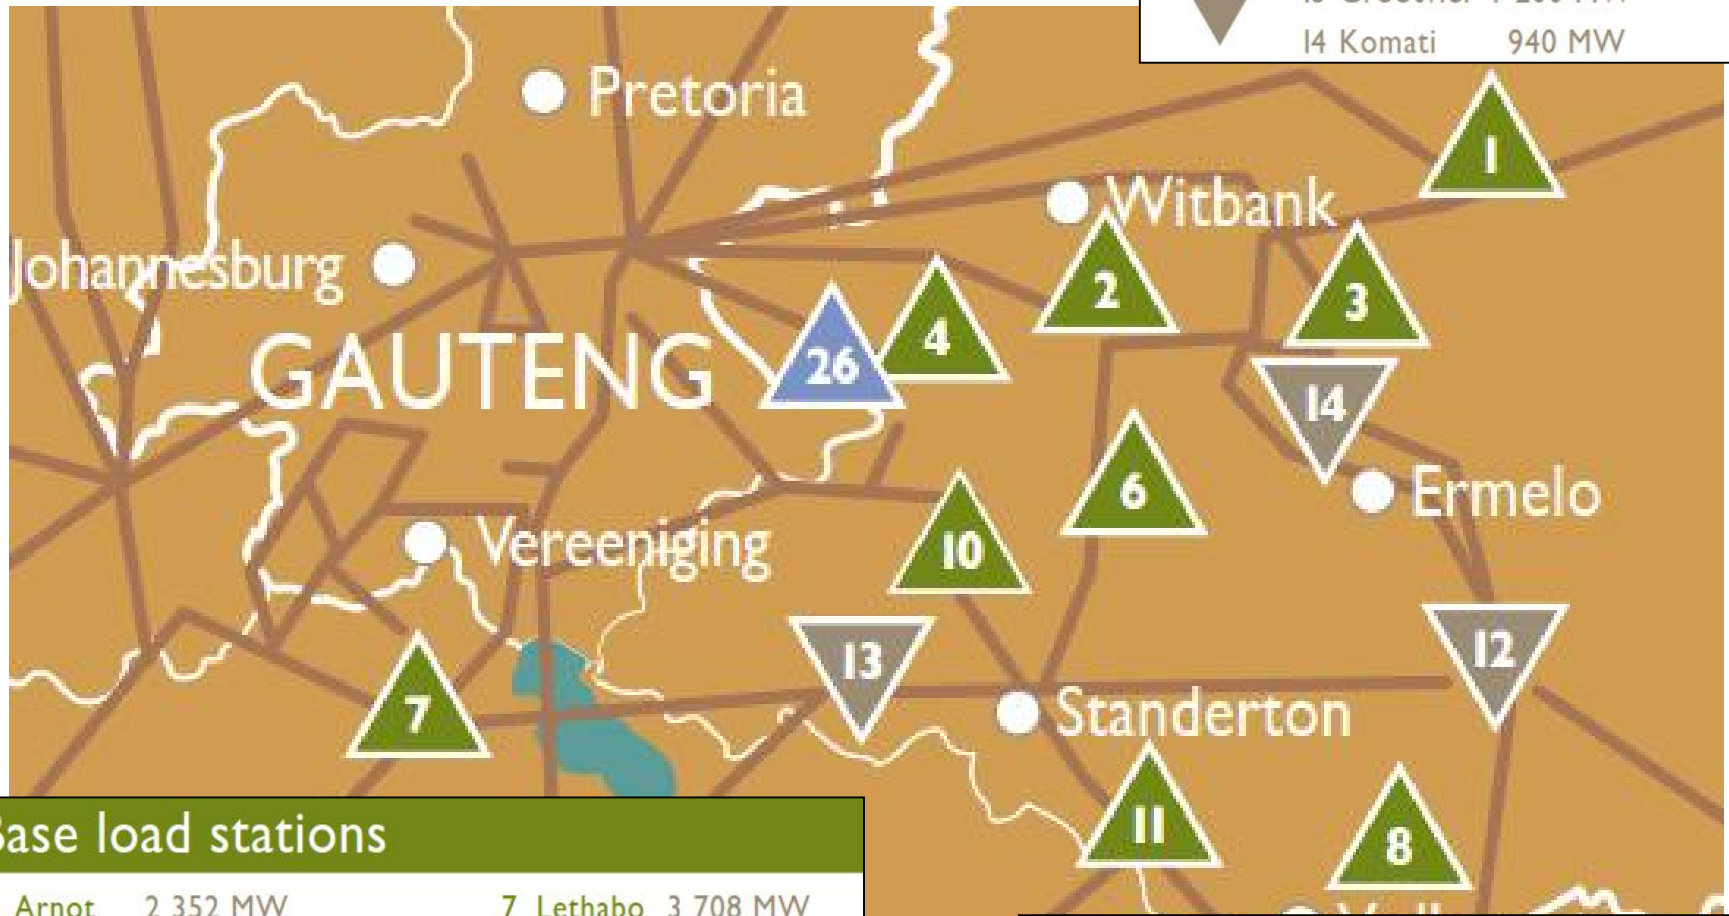 14 Komati 940 MW
Pretoria
1
Witbank
Johannesburg
2
3
4
26
GAUTENG
14
6
Ermelo
Vereeniging
10
13
12
7
Standerton
11
8
Base load stations
Arnot 2 352 MW 7 Lethabo 3 708 MW